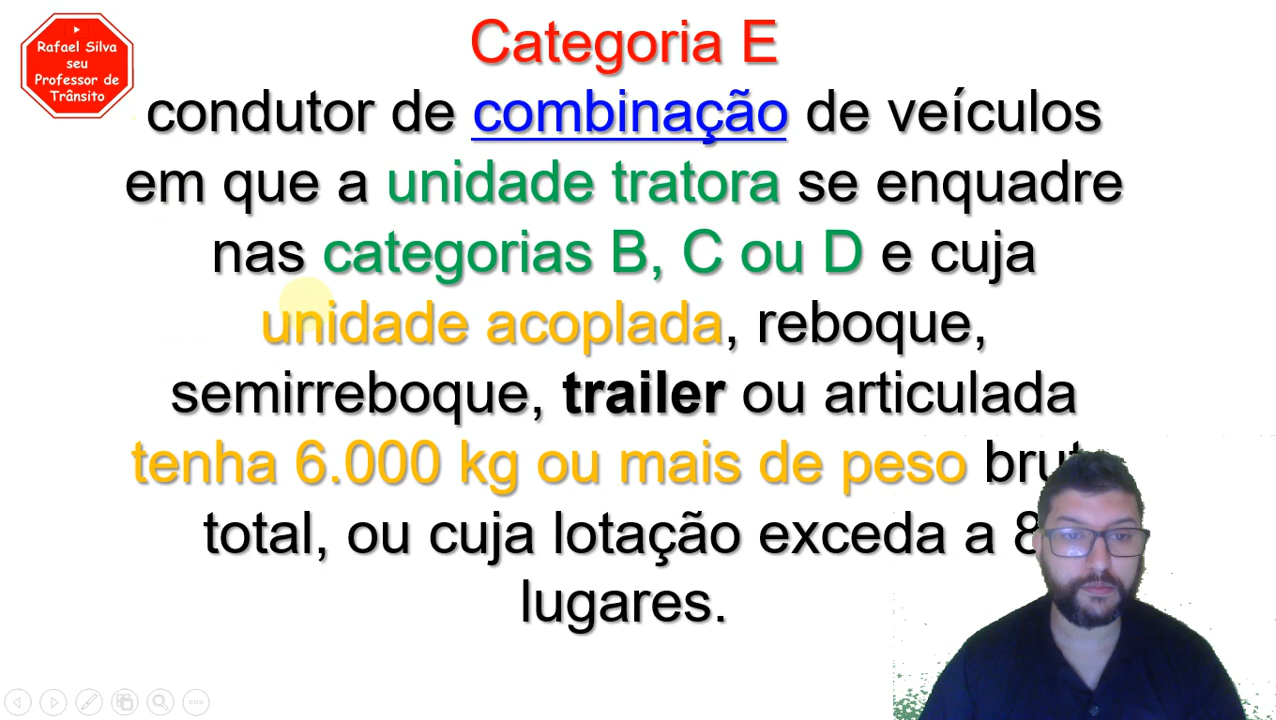 Rafael Silva
seu
Professor de
Trânsito
Categoria E
condutor de combinação de veículos
em que a unidade tratora se enquadre
nas categorias B, C ou D e cuja
unidade acoplada, reboque,
semirreboque, trailer ou articulada
tenha 6.000 kg ou mais de peso
total, ou cuja lotação exceda a 8
lugares.